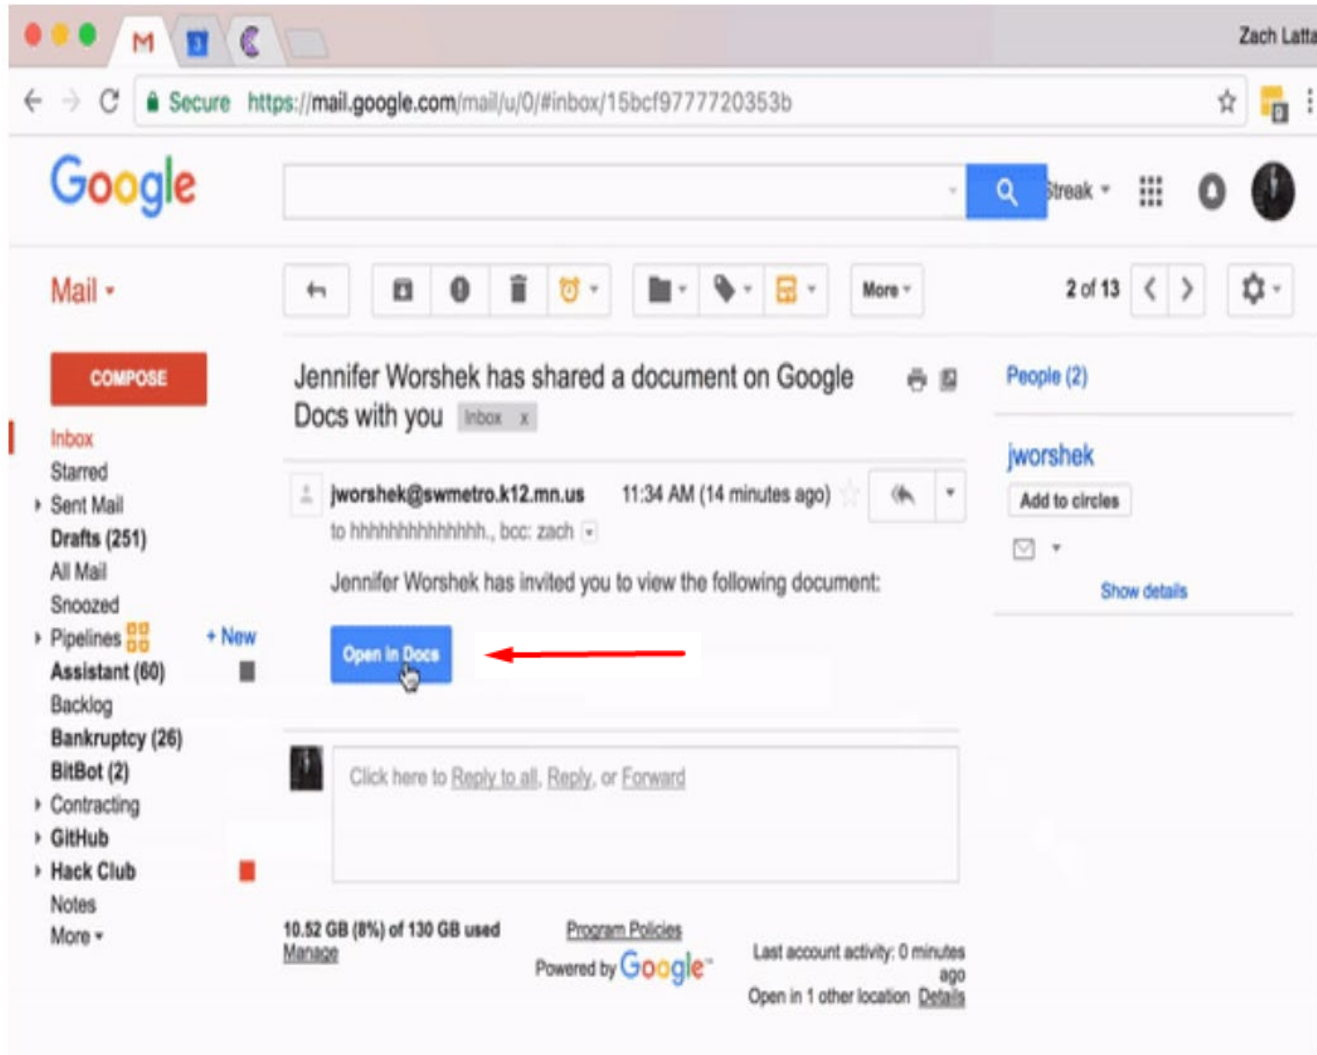 Zach Latta
Secure https://mail.google.com/mail/u/0/#inbox/15bcf9777720353b
Google
Streak
Mail
More
2 of 13
COMPOSE
Jennifer Worshek has shared a document on Google
Docs with you Inbox x
People (2)
Inbox
Starred
Sent Mail
Drafts (251)
All Mail
Snoozed
Pipelines + New
Assistant (60)
Backlog
Bankruptcy (26)
BitBot (2)
Contracting
GitHub
Hack Club
Notes
More
jworshek@swmetro.k12.mn.us 11:34 AM (14 minutes ago)
to hhhhhhhhhhhhhh., bcc: zach
Jennifer Worshek has invited you to view the following document:
Open in Docs
jworshek
Add to circles
Show details
Click here to Reply to all, Reply, or Forward
10.52 GB (8%) of 130 GB used
Manage
Program Policies
Powered by Google™
Last account activity: 0 minutes
ago
Open in 1 other location Details